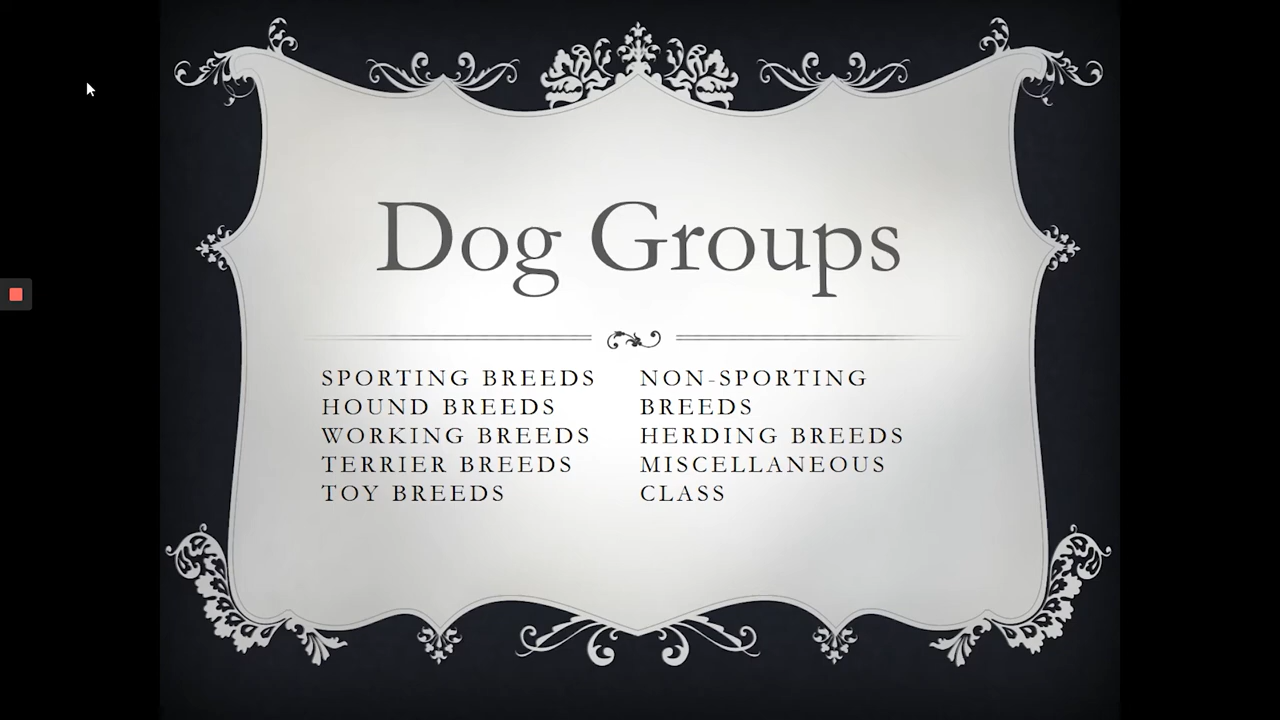 Dog Groups
SPORTING BREEDS
HOUND BREEDS
WORKING BREEDS
TERRIER BREEDS
TOY BREEDS
NON-SPORTING
BREEDS
HERDING BREEDS
MISCELLANEOUS
CLASS